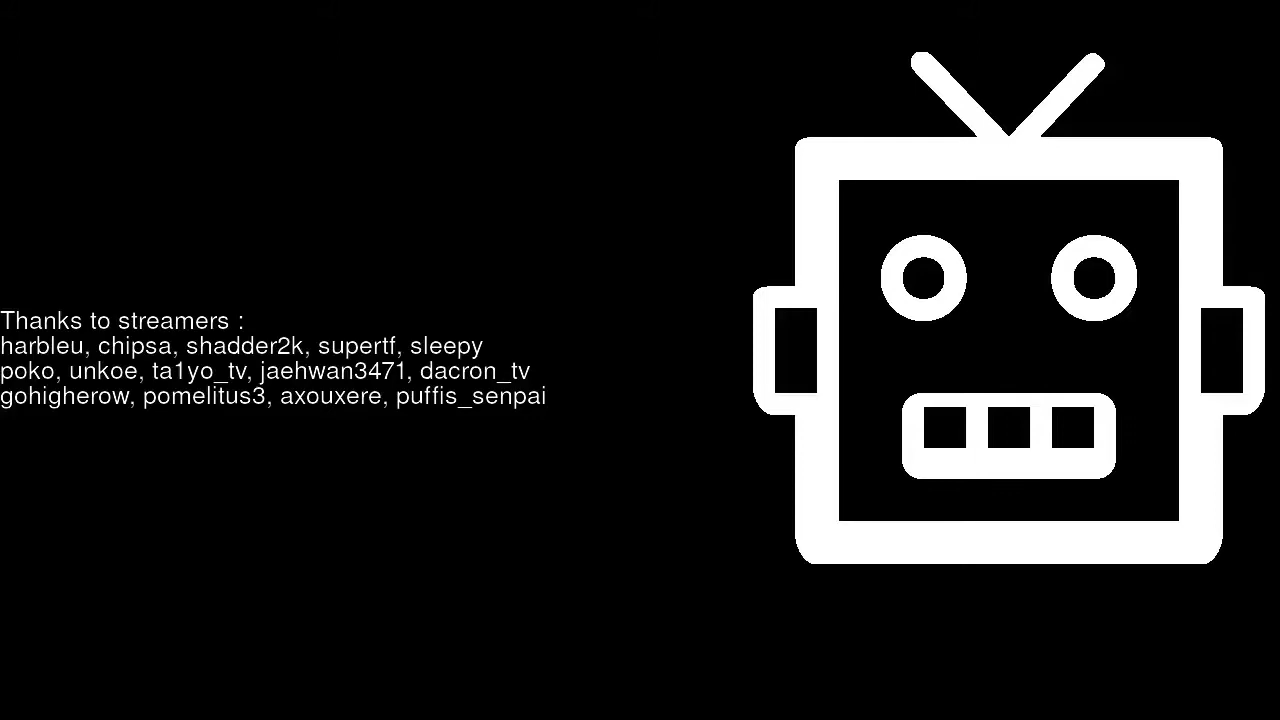 Thanks to streamers :
harbleu, chipsa, shadder2k, supertf, sleepy
poko, unkoe, ta1yo_tv, jaehwan3471, dacron_tv
gohigherow, pomelitus3, axouxere, puffis_senpai